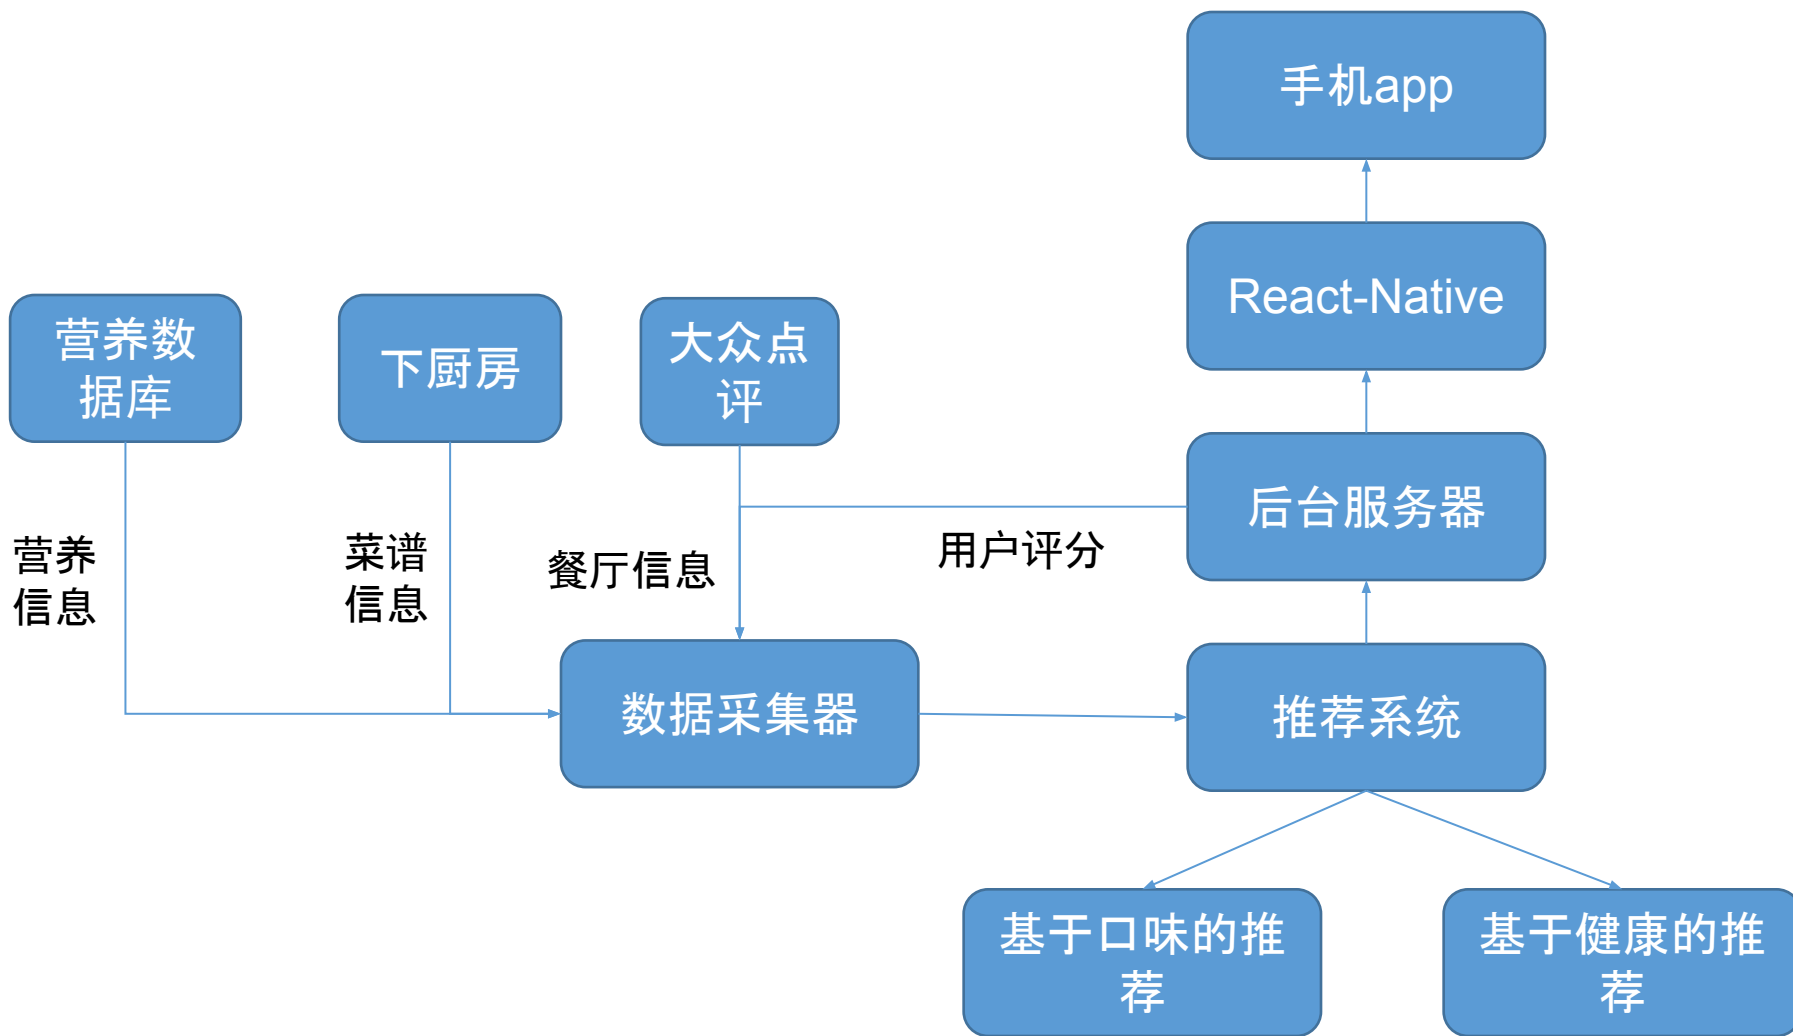 手机app
React-Native
营养数
据库
下厨房
大众点
评
后台服务器
营养
信息
菜谱
信息
餐厅信息
用户评分
数据采集器
推荐系统
基于口味的推
荐
基于健康的推
荐